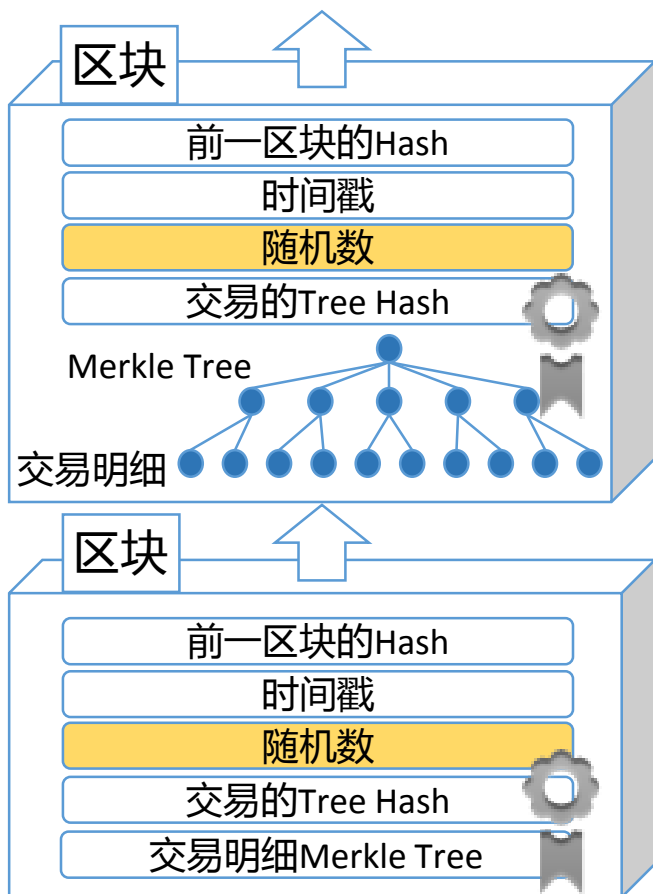 区块
前一区块的Hash
时间戳
随机数
交易的Tree Hash
Merkle Tree
交易明细
区块
前一区块的Hash
时间戳
随机数
交易的Tree Hash
交易明细Merkle Tree